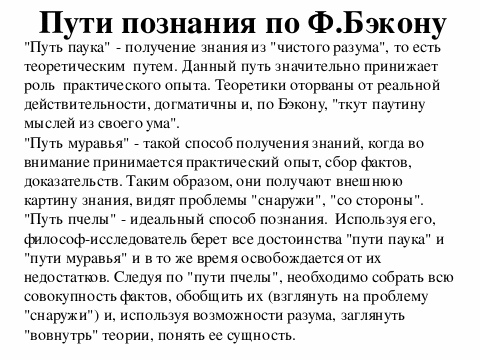 Пути познания по Ф.Бэкону
"Путь паука" - получение знания из "чистого разума", то есть
теоретическим путем. Данный путь значительно принижает
роль практического опыта. Теоретики оторваны от реальной
действительности, догматичны и, по Бэкону, "ткут паутину
мыслей из своего ума".
"Путь муравья" - такой способ получения знаний, когда во
внимание принимается практический опыт, сбор фактов,
доказательств. Таким образом, они получают внешнюю
картину знания, видят проблемы "снаружи", "со стороны".
"Путь пчелы" - идеальный способ познания. Используя его,
философ-исследователь берет все достоинства "пути паука" и
"пути муравья" и в то же время освобождается от их
недостатков. Следуя по "пути пчелы", необходимо собрать всю
совокупность фактов, обобщить их (взглянуть на проблему
"снаружи") и, используя возможности разума, заглянуть
"вовнутрь" теории, понять ее сущность.